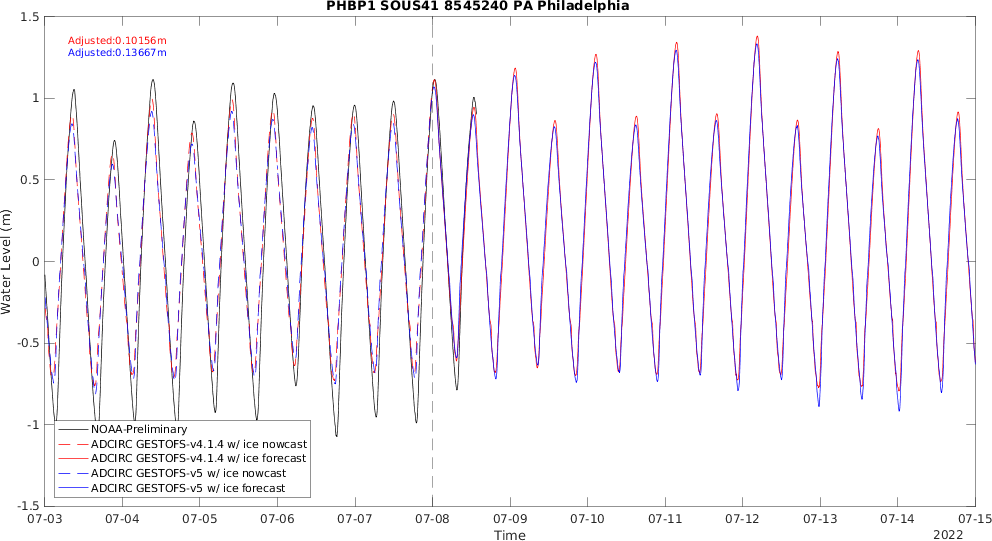 PHBP1 SOUS41 8545240 PA Philadelphia
Adjusted:0.10156m
Adjusted:0.13667m
1.5
1
0.5
0
-0.5
-1
-1.5
Water Level (m)
NOAA-Preliminary
ADCIRC GESTOFS-v4.1.4 w/ ice nowcast
ADCIRC GESTOFS-v4.1.4 w/ ice forecast
ADCIRC GESTOFS-v5 w/ ice nowcast
ADCIRC GESTOFS-v5 w/ ice forecast
07-03 07-04 07-05 07-06 07-07 07-08 07-09 07-10 07-11 07-12 07-13 07-14 07-15
Time
2022